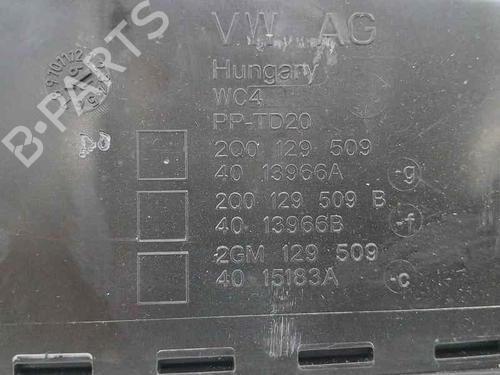 VW AG
Hungary
WC4
PP-TD20
2Q0 129 509
40 13966A -g
2Q0 129 509 B
40 13966B -f
2GM 129 509
40 15183A -c
B-PARTS